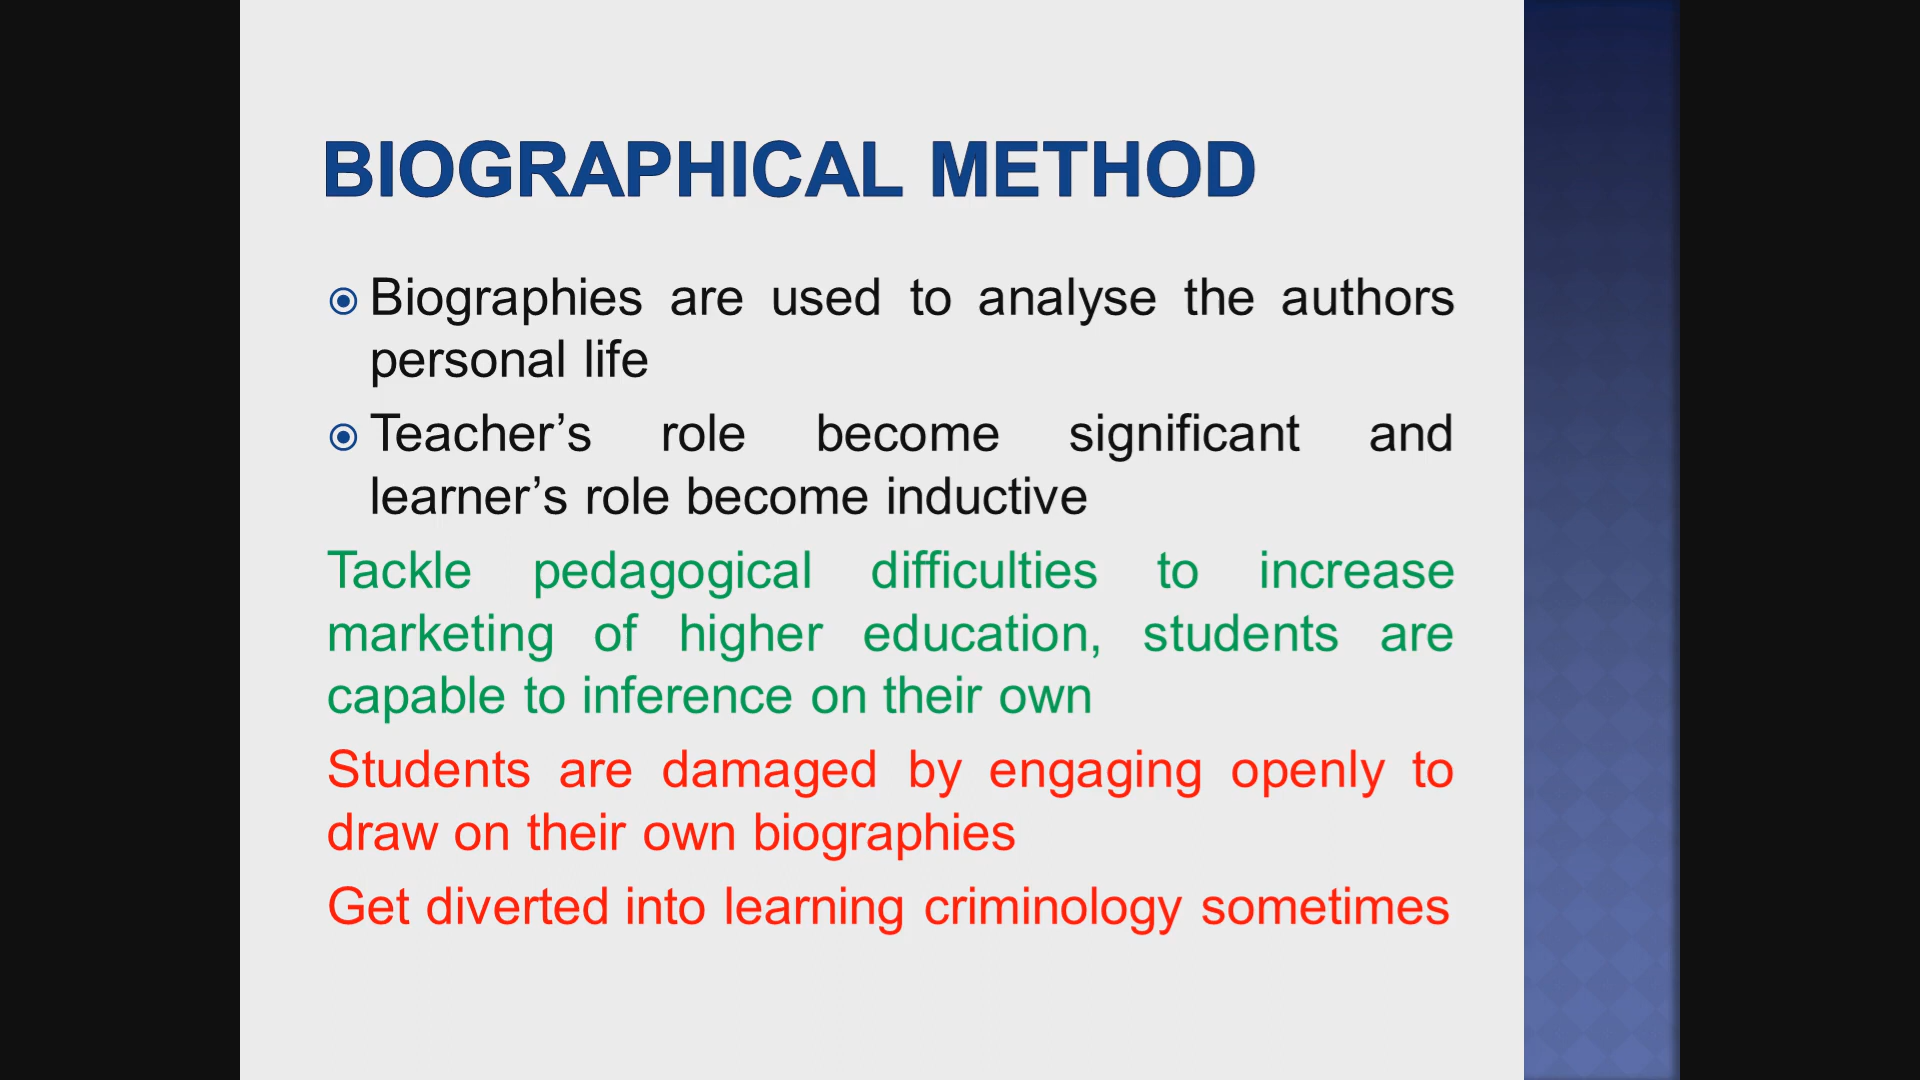 BIOGRAPHICAL METHOD
Biographies are used to analyse the authors
personal life
Teacher’s role become significant and
learner’s role become inductive
Tackle pedagogical difficulties to increase
marketing of higher education, students are
capable to inference on their own
Students are damaged by engaging openly to
draw on their own biographies
Get diverted into learning criminology sometimes